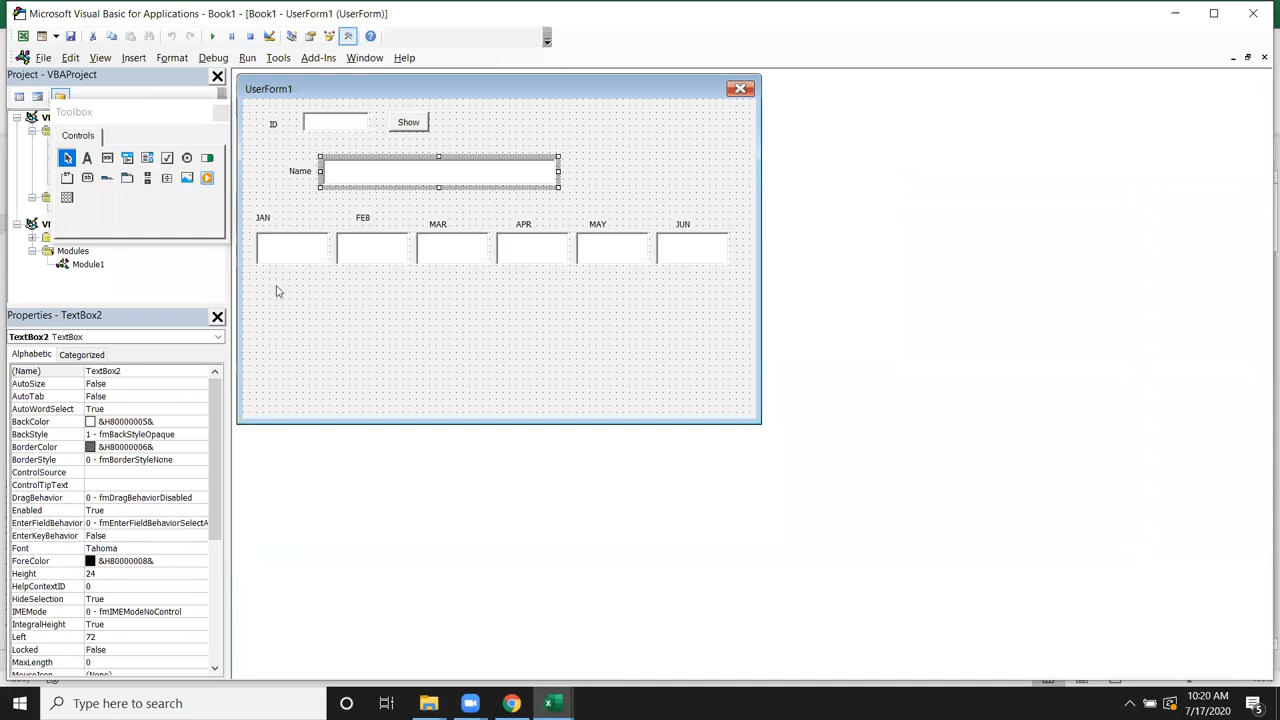 Microsoft Visual Basic for Applications - Book1 - [Book1 - UserForm1 (UserForm)]
File Edit View Insert Format Debug Run Tools Add-Ins Window Help
Project - VBAProject
Toolbox
Controls
Modules
Module1
UserForm1
ID
Show
Name
JAN FEB MAR APR MAY JUN
Properties - TextBox2
TextBox2 TextBox
Alphabetic Categorized
(Name) TextBox2
AutoSize False
AutoTab False
AutoWordSelect True
BackColor &H80000005&
BackStyle 1 - fmBackStyleOpaque
BorderColor &H80000006&
BorderStyle 0 - fmBorderStyleNone
ControlSource
ControlTipText
DragBehavior 0 - fmDragBehaviorDisabled
Enabled True
EnterFieldBehavior 0 - fmEnterFieldBehaviorSelectA
EnterKeyBehavior False
Font Tahoma
ForeColor &H80000008&
Height 24
HelpContextID 0
HideSelection True
IMEMode 0 - fmIMEModeNoControl
IntegralHeight True
Left 72
Locked False
MaxLength 0
Type here to search
10:20 AM
7/17/2020
5